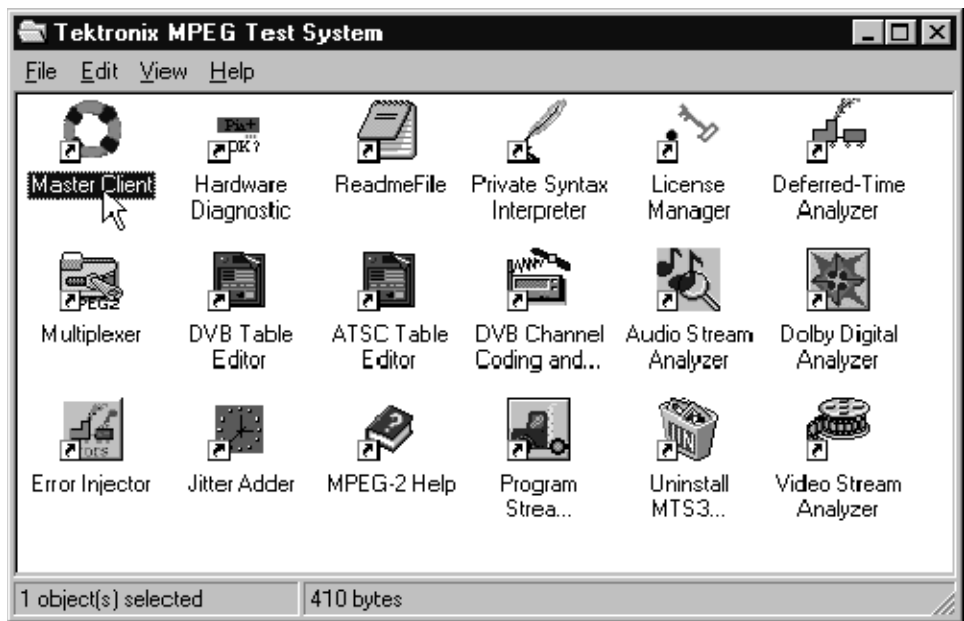 Tektronix MPEG Test System
File Edit View Help
Pix+
OK?
Master Client
Hardware
Diagnostic
ReadmeFile
Private Syntax
Interpreter
License
Manager
Deferred-Time
Analyzer
PEG2
Multiplexer
DVB Table
Editor
ATSC Table
Editor
DVB Channel
Coding and...
Audio Stream
Analyzer
Dolby Digital
Analyzer
Error Injector
Jitter Adder
MPEG-2 Help
Program
Strea...
Uninstall
MTS3...
Video Stream
Analyzer
1 object(s) selected
410 bytes